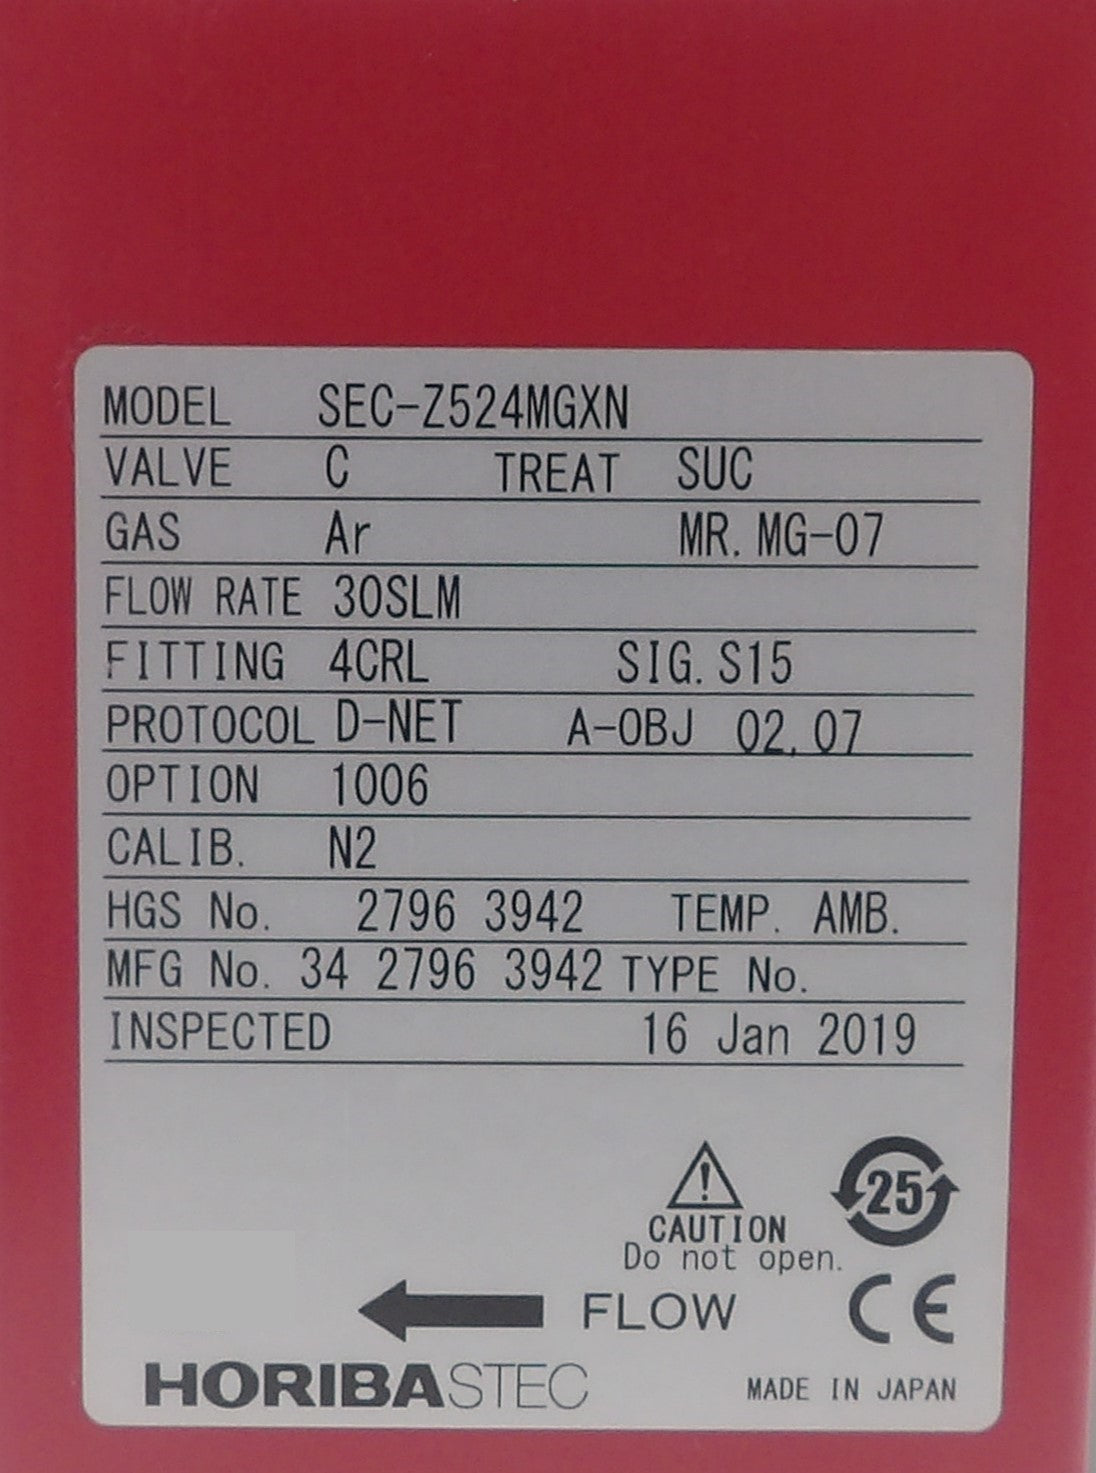 MODEL SEC-Z524MGXN
VALVE C TREAT SUC
GAS Ar MR. MG-07
FLOW RATE 30SLM
FITTING 4CRL SIG. S15
PROTOCOL D-NET A-OBJ 02.07
OPTION 1006
CALIB. N2
HGS No. 2796 3942 TEMP. AMB.
MFG No. 34 2796 3942 TYPE No.
INSPECTED 16 Jan 2019
25
CAUTION
Do not open.
FLOW CE
HORIBASTEC
MADE IN JAPAN